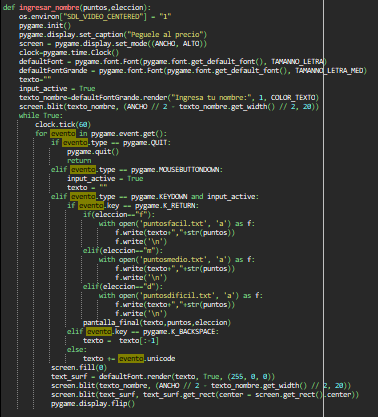 def ingresar_nombre(puntos,eleccion):
    os.environ["SDL_VIDEO_CENTERED"] = "1"
    pygame.init()
    pygame.display.set_caption("Peguele al precio")
    screen = pygame.display.set_mode((ANCHO, ALTO))
    clock=pygame.time.Clock()
    defaultFont = pygame.font.Font(pygame.font.get_default_font(), TAMANNO_LETRA)
    defaultFontGrande = pygame.font.Font(pygame.font.get_default_font(), TAMANNO_LETRA_MED)
    texto=""
    input_active = True
    texto_nombre=defaultFontGrande.render("Ingresa tu nombre:", 1, COLOR_TEXTO)
    screen.blit(texto_nombre, (ANCHO // 2 - texto_nombre.get_width() // 2, 20))
    while True:
        clock.tick(60)
        for evento in pygame.event.get():
            if evento.type == pygame.QUIT:
                pygame.quit()
                return
            elif evento.type == pygame.MOUSEBUTTONDOWN:
                input_active = True
                texto = ""
            elif evento.type == pygame.KEYDOWN and input_active:
                if evento.key == pygame.K_RETURN:
                    if(eleccion=="f"):
                        with open('puntosfacil.txt', 'a') as f:
                            f.write(texto+","+str(puntos))
                            f.write('\n')
                    elif(eleccion=="m"):
                        with open('puntosmedio.txt', 'a') as f:
                            f.write(texto+","+str(puntos))
                            f.write('\n')
                    elif(eleccion=="d"):
                        with open('puntosdificil.txt', 'a') as f:
                            f.write(texto+","+str(puntos))
                            f.write('\n')
                    pantalla_final(texto,puntos,eleccion)
                elif evento.key == pygame.K_BACKSPACE:
                    texto =  texto[:-1]
                else:
                    texto += evento.unicode
            screen.fill(0)
            text_surf = defaultFont.render(texto, True, (255, 0, 0))
            screen.blit(texto_nombre, (ANCHO // 2 - texto_nombre.get_width() // 2, 20))
            screen.blit(text_surf, text_surf.get_rect(center = screen.get_rect().center))
            pygame.display.flip()